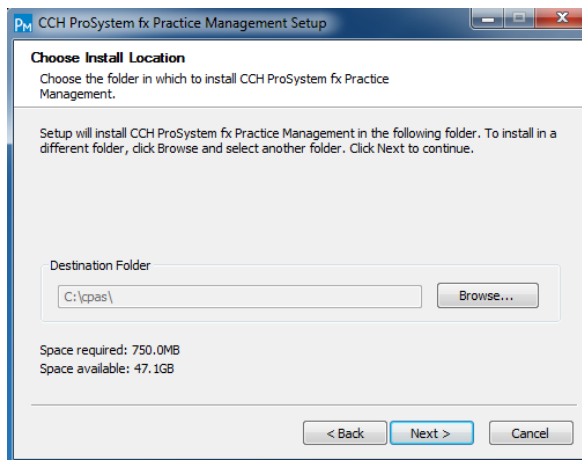 PM CCH ProSystem fx Practice Management Setup
Choose Install Location
Choose the folder in which to install CCH ProSystem fx Practice
Management.
Setup will install CCH ProSystem fx Practice Management in the following folder. To install in a
different folder, click Browse and select another folder. Click Next to continue.
Destination Folder
C:\cpas\
Browse...
Space required: 750.0MB
Space available: 47.1GB
< Back Next > Cancel